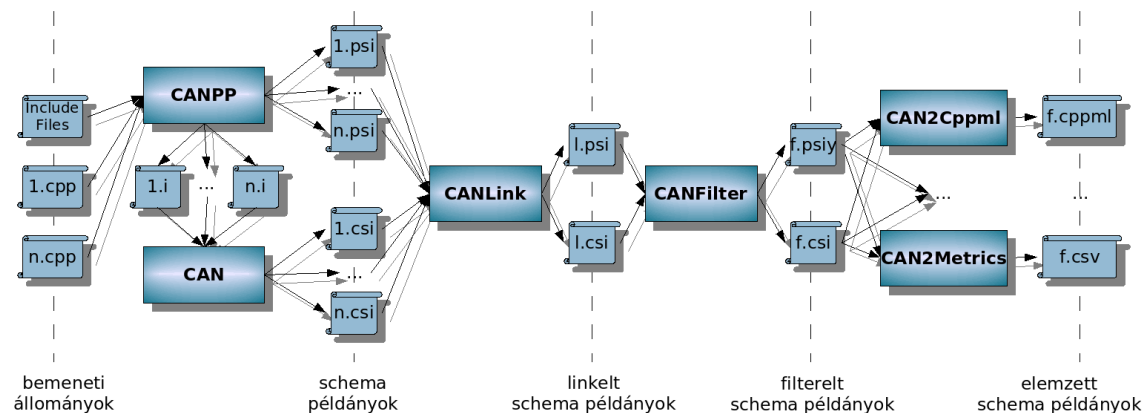 Include
Files
1.cpp
n.cpp
CANPP
1.i
...
n.i
CAN
1.psi
...
n.psi
1.csi
...
n.csi
CANLink
l.psi
l.csi
CANFilter
f.psiy
f.csi
CAN2Cppml
...
CAN2Metrics
f.cppml
...
f.csv
bemeneti
állományok
schema
példányok
linkelt
schema példányok
filterelt
schema példányok
elemzett
schema példányok